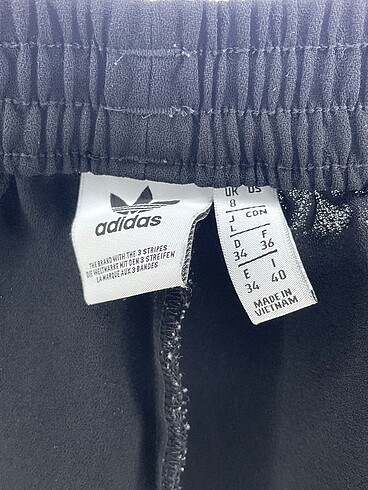 adidas
THE BRAND WITH THE 3 STRIPES
DIE WELTMARKE MIT DEN 3 STREIFEN
LA MARQUE AUX 3 BANDES
UK US
8
J CDN
L
D F
34 36
E I
34 40
MADE IN
VIETNAM